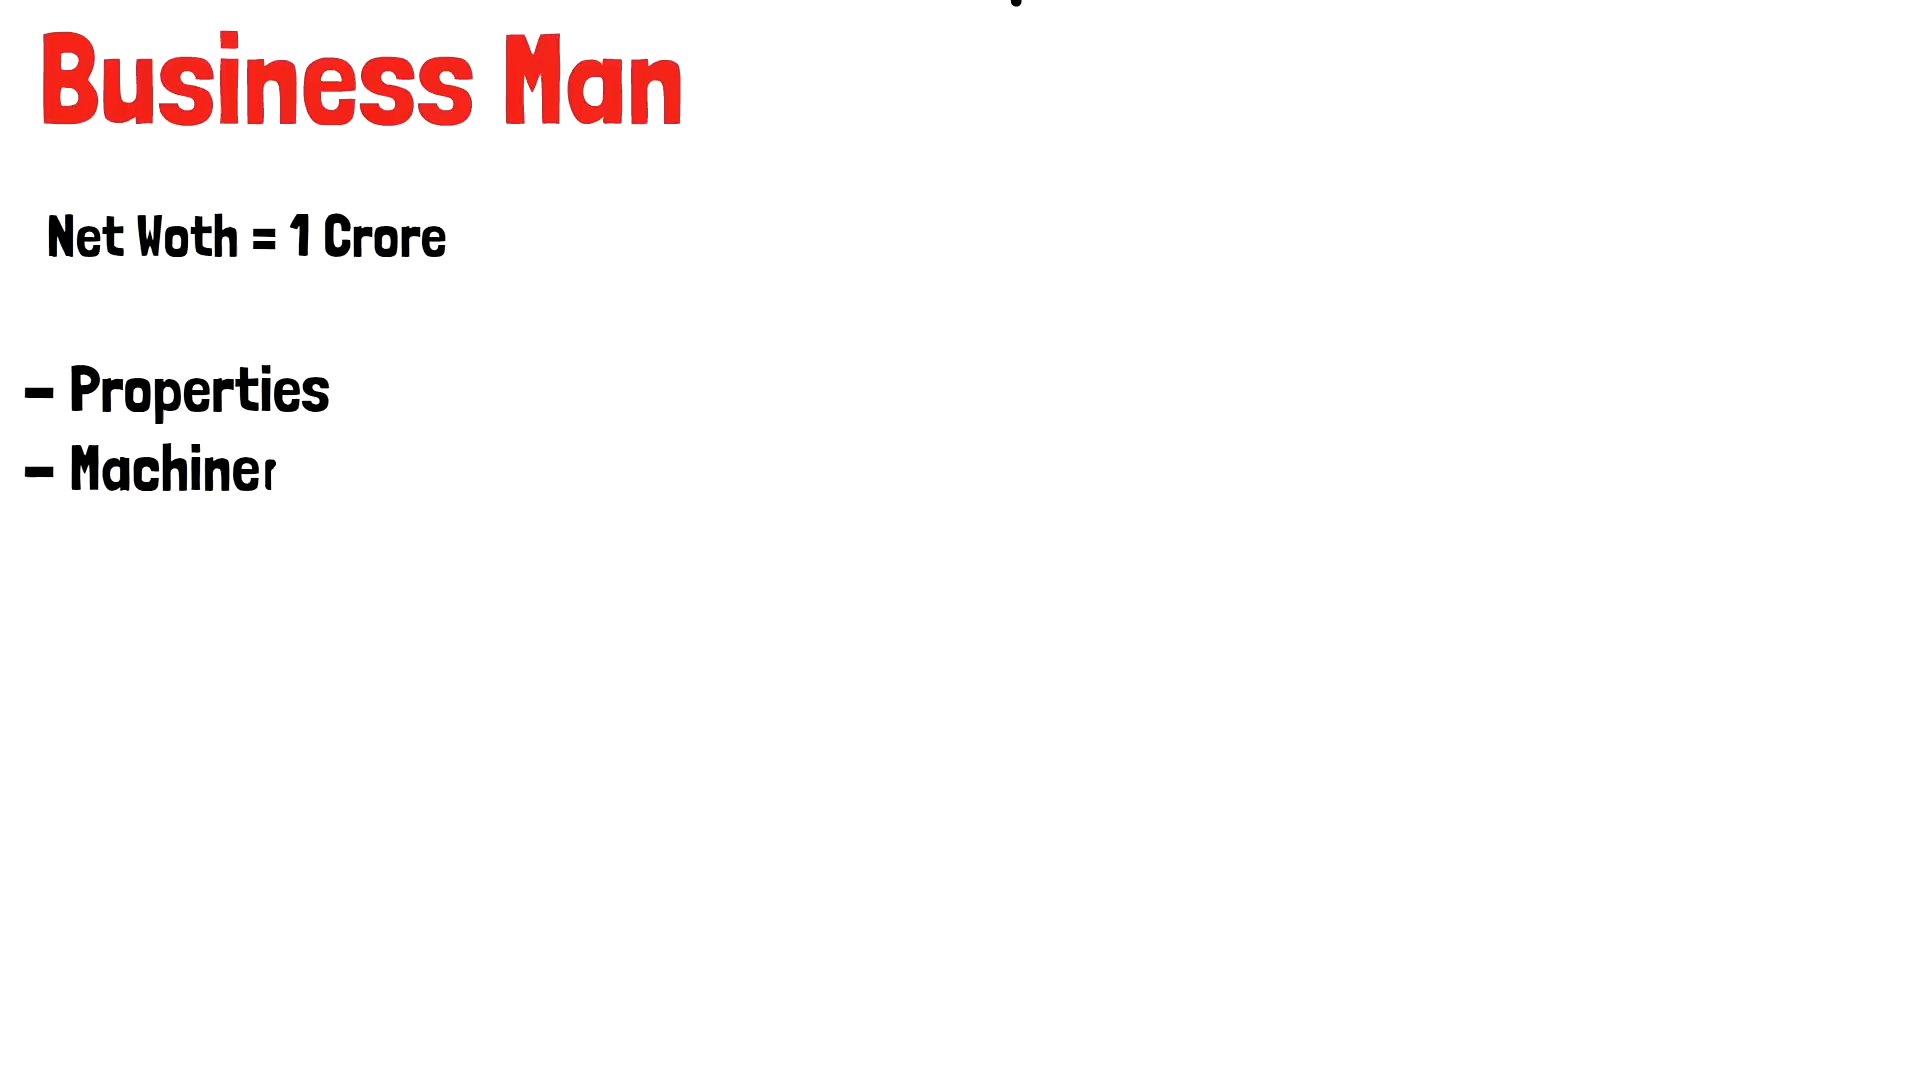 Business Man
Net Woth = 1 Crore
- Properties
- Machiner